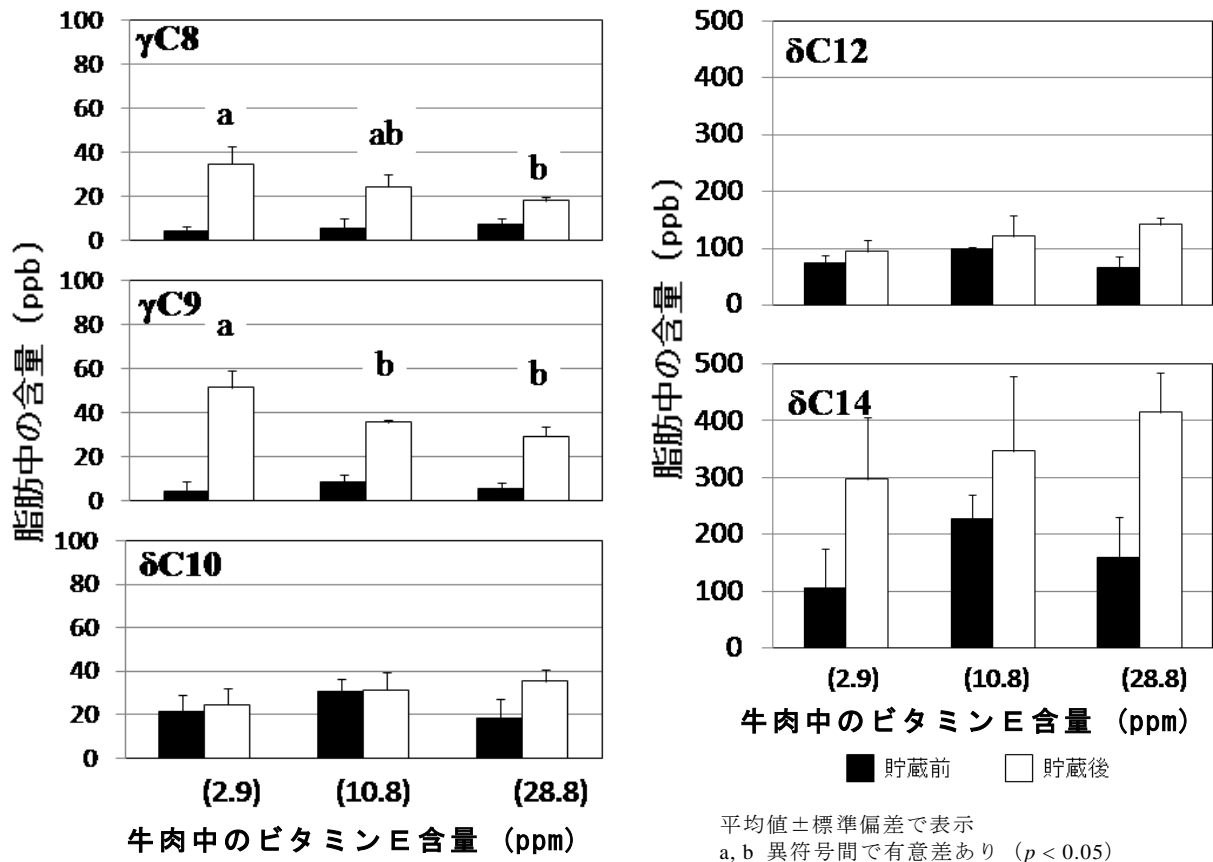 脂肪中の含量 (ppb)
γC8
100
80
60
40
20
0
a
ab
b
γC9
100
80
60
40
20
0
a
b
b
δC10
100
80
60
40
20
0
(2.9) (10.8) (28.8)
牛肉中のビタミンE含量 (ppm)
脂肪中の含量 (ppb)
δC12
500
400
300
200
100
0
δC14
500
400
300
200
100
0
(2.9) (10.8) (28.8)
牛肉中のビタミンE含量 (ppm)
貯蔵前 貯蔵後
平均値±標準偏差で表示
a, b 異符号間で有意差あり (p < 0.05)